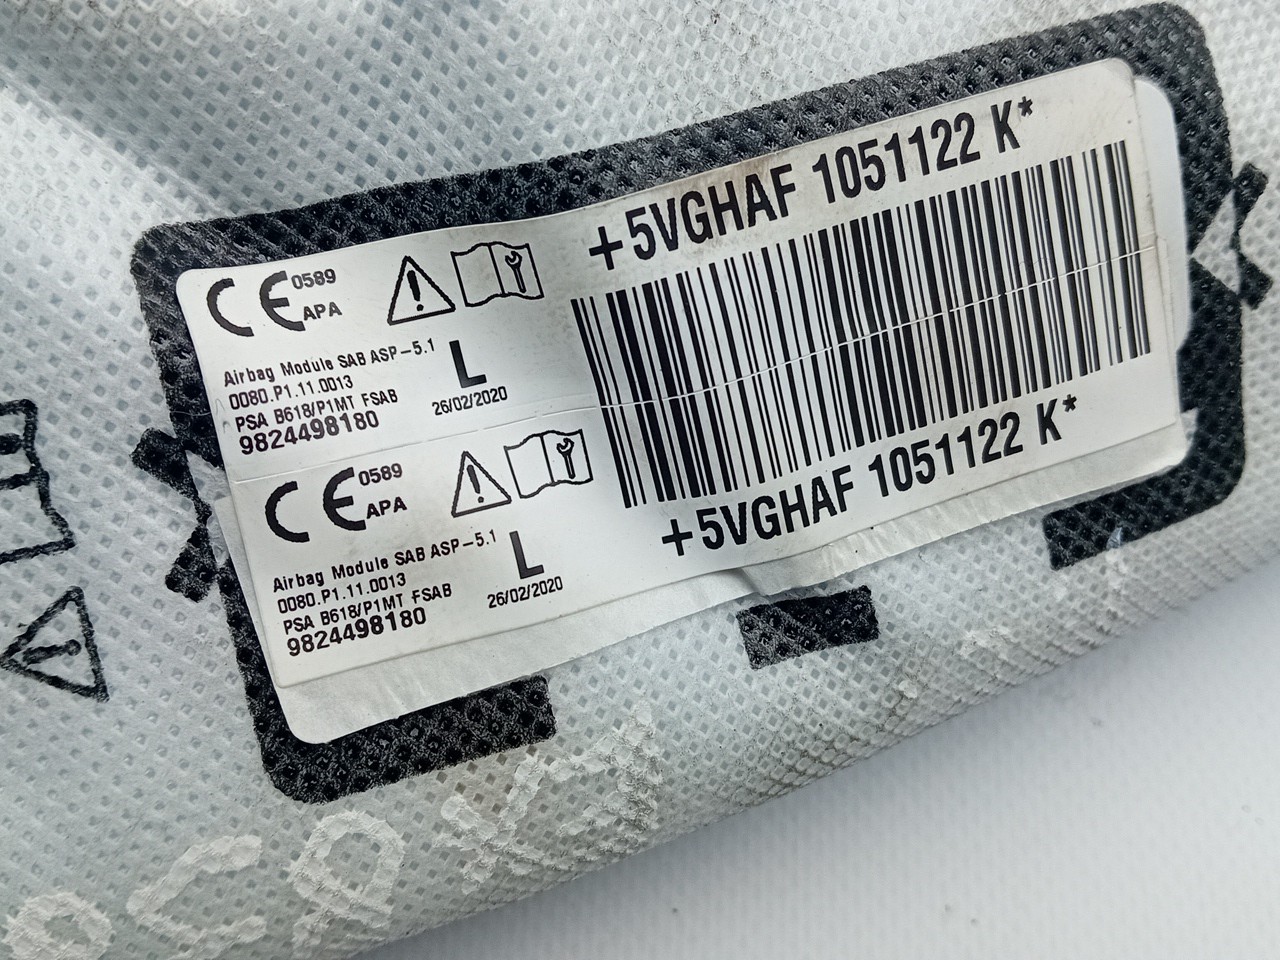 +5VGHAF 1051122 K*
CE 0589
APA
Airbag Module SAB ASP-5.1
0080.P1.11.0013
PSA B618/P1MT FSAB
9824498180
L
26/02/2020
+5VGHAF 1051122 K*
CE 0589
APA
Airbag Module SAB ASP-5.1
0080.P1.11.0013
PSA B618/P1MT FSAB
9824498180
L
26/02/2020